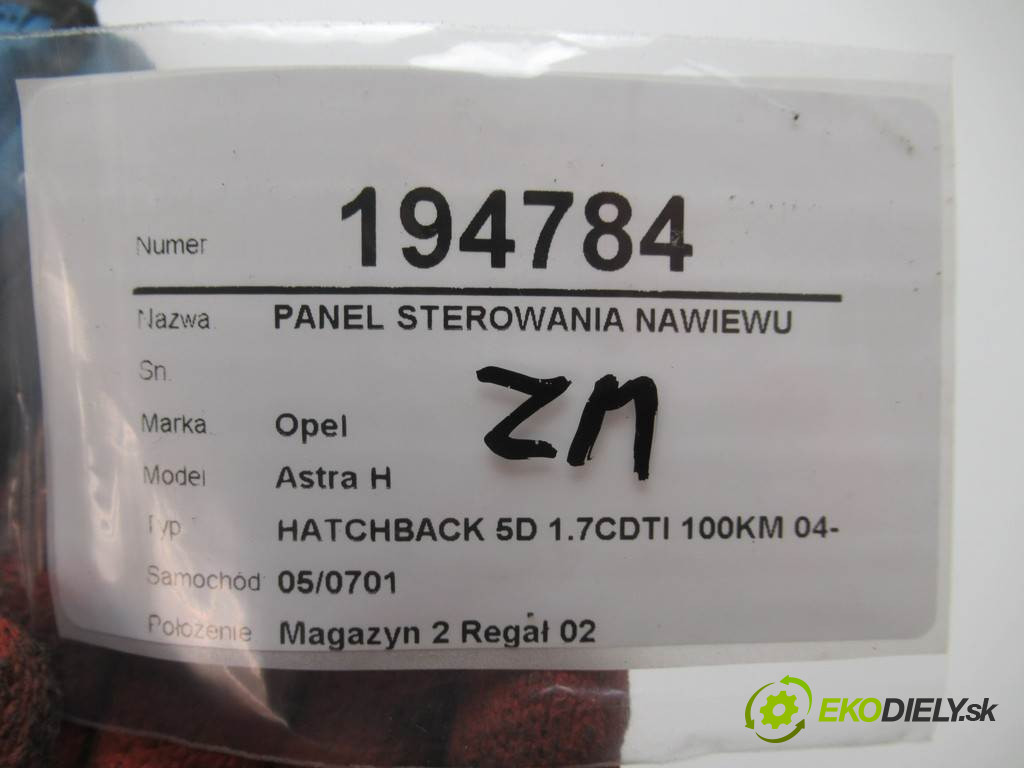 Numer 194784
Nazwa PANEL STEROWANIA NAWIEWU
Sn.
ZM
Marka Opel
Model Astra H
Typ HATCHBACK 5D 1.7CDTI 100KM 04-
Samochód 05/0701
Położenie Magazyn 2 Regał 02
EKODIELY.sk